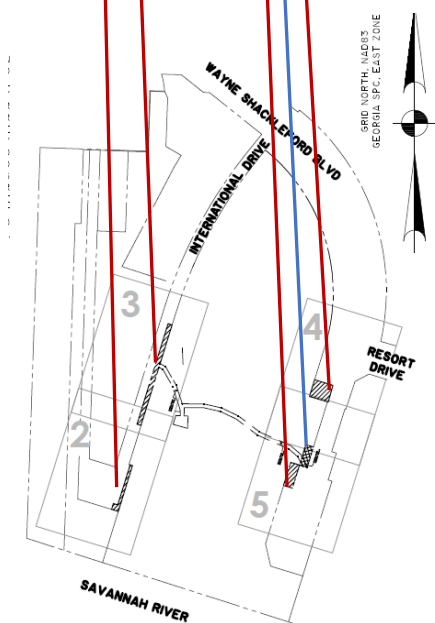 GRID NORTH, NAD83
GEORGIA SPC, EAST ZONE
WAYNE SHACKLEFORD BLVD
INTERNATIONAL DRIVE
3
4
RESORT
DRIVE
2
5
SAVANNAH RIVER